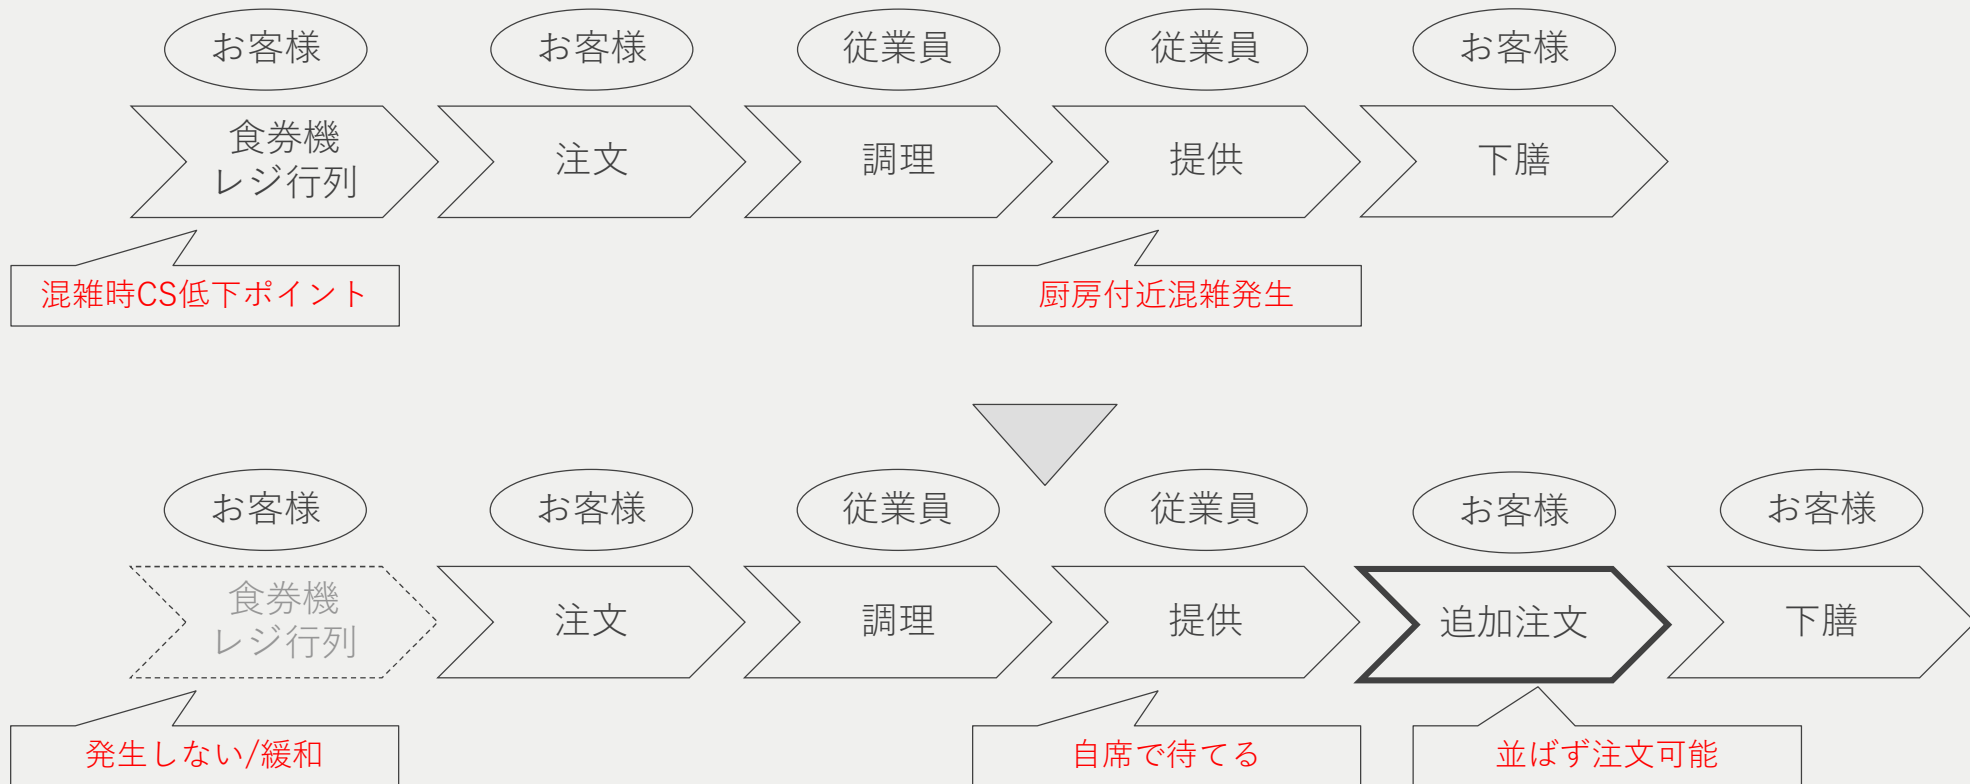 お客様
お客様
従業員
従業員
お客様
食券機
レジ行列
注文
調理
提供
下膳
混雑時CS低下ポイント
厨房付近混雑発生
お客様
お客様
従業員
従業員
お客様
お客様
食券機
レジ行列
注文
調理
提供
追加注文
下膳
発生しない/緩和
自席で待てる
並ばず注文可能